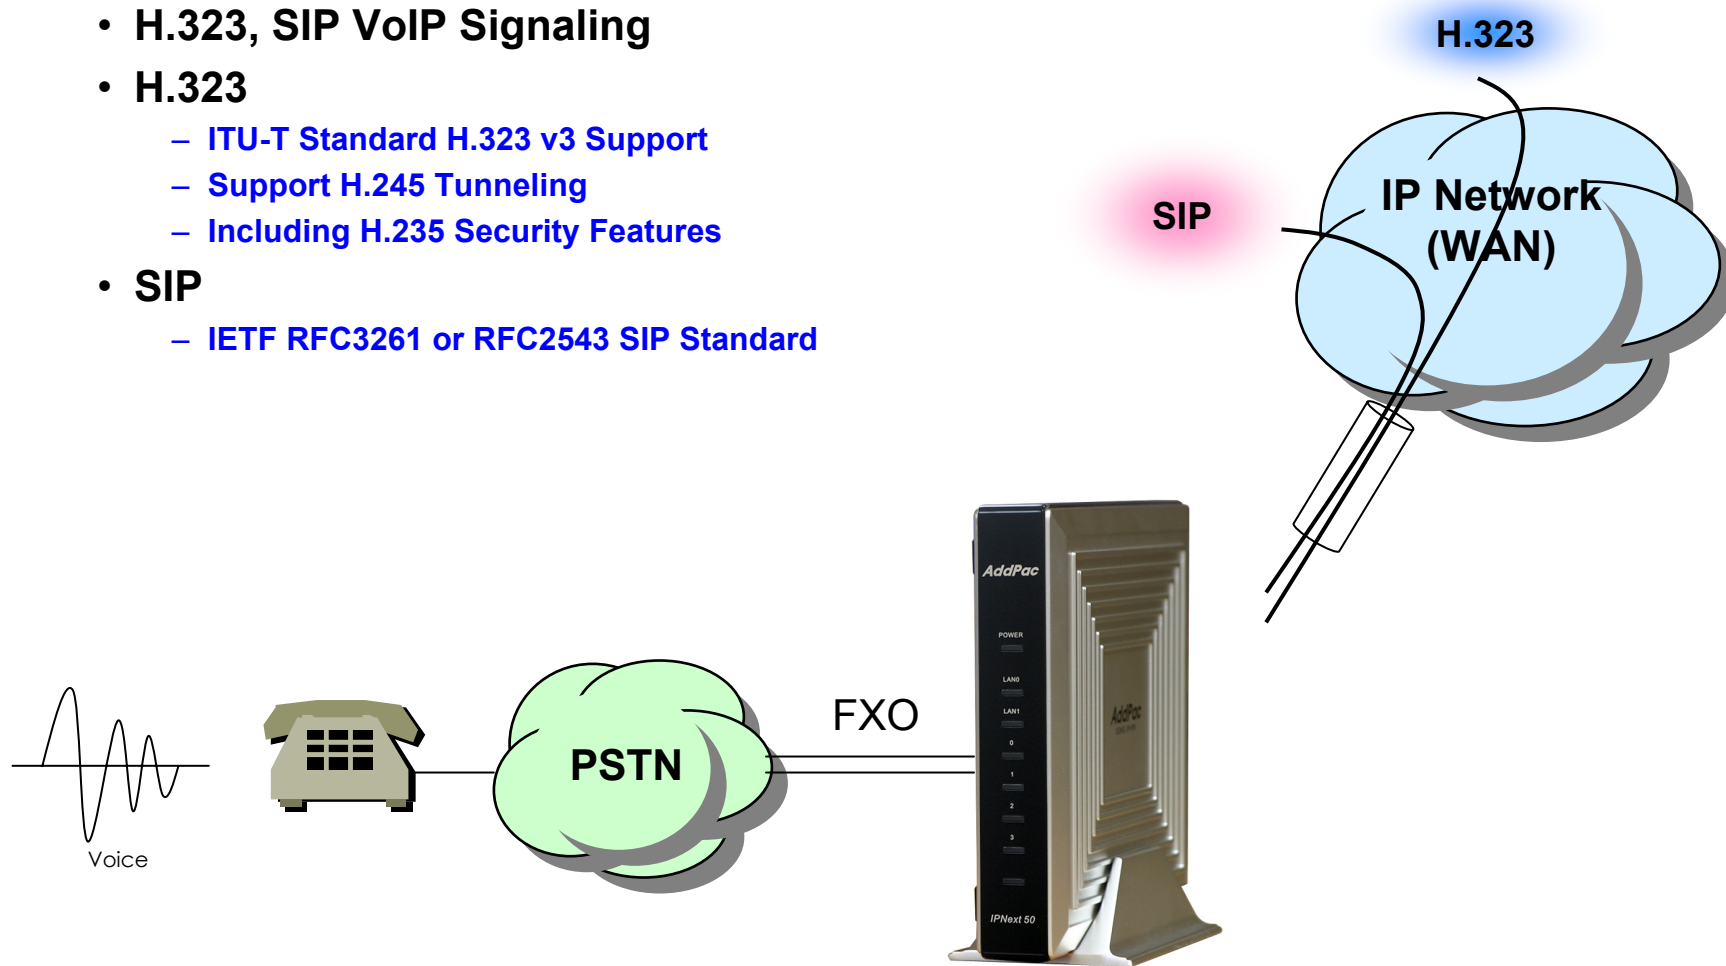 • H.323, SIP VoIP Signaling
• H.323
– ITU-T Standard H.323 v3 Support
– Support H.245 Tunneling
– Including H.235 Security Features
• SIP
– IETF RFC3261 or RFC2543 SIP Standard
H.323
SIP
IP Network
(WAN)
AddPac
POWER
LAN0
LAN1
0
1
2
3
IPNext 50
AddPac
FXO
PSTN
Voice